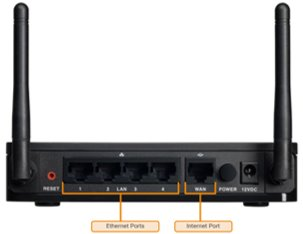 RESET
1 2 LAN 3 4
WAN
POWER
12VDC
Ethernet Ports
Internet Port